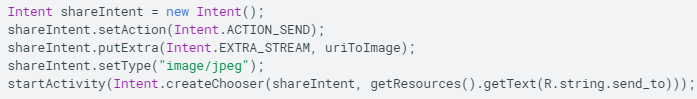 Intent shareIntent = new Intent();
shareIntent.setAction(Intent.ACTION_SEND);
shareIntent.putExtra(Intent.EXTRA_STREAM, uriToImage);
shareIntent.setType("image/jpeg");
startActivity(Intent.createChooser(shareIntent, getResources().getText(R.string.send_to)));